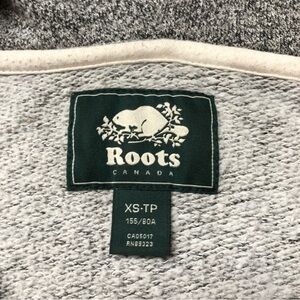 Roots
CANADA
XS·TP
155/80A
CA05017
RN89323